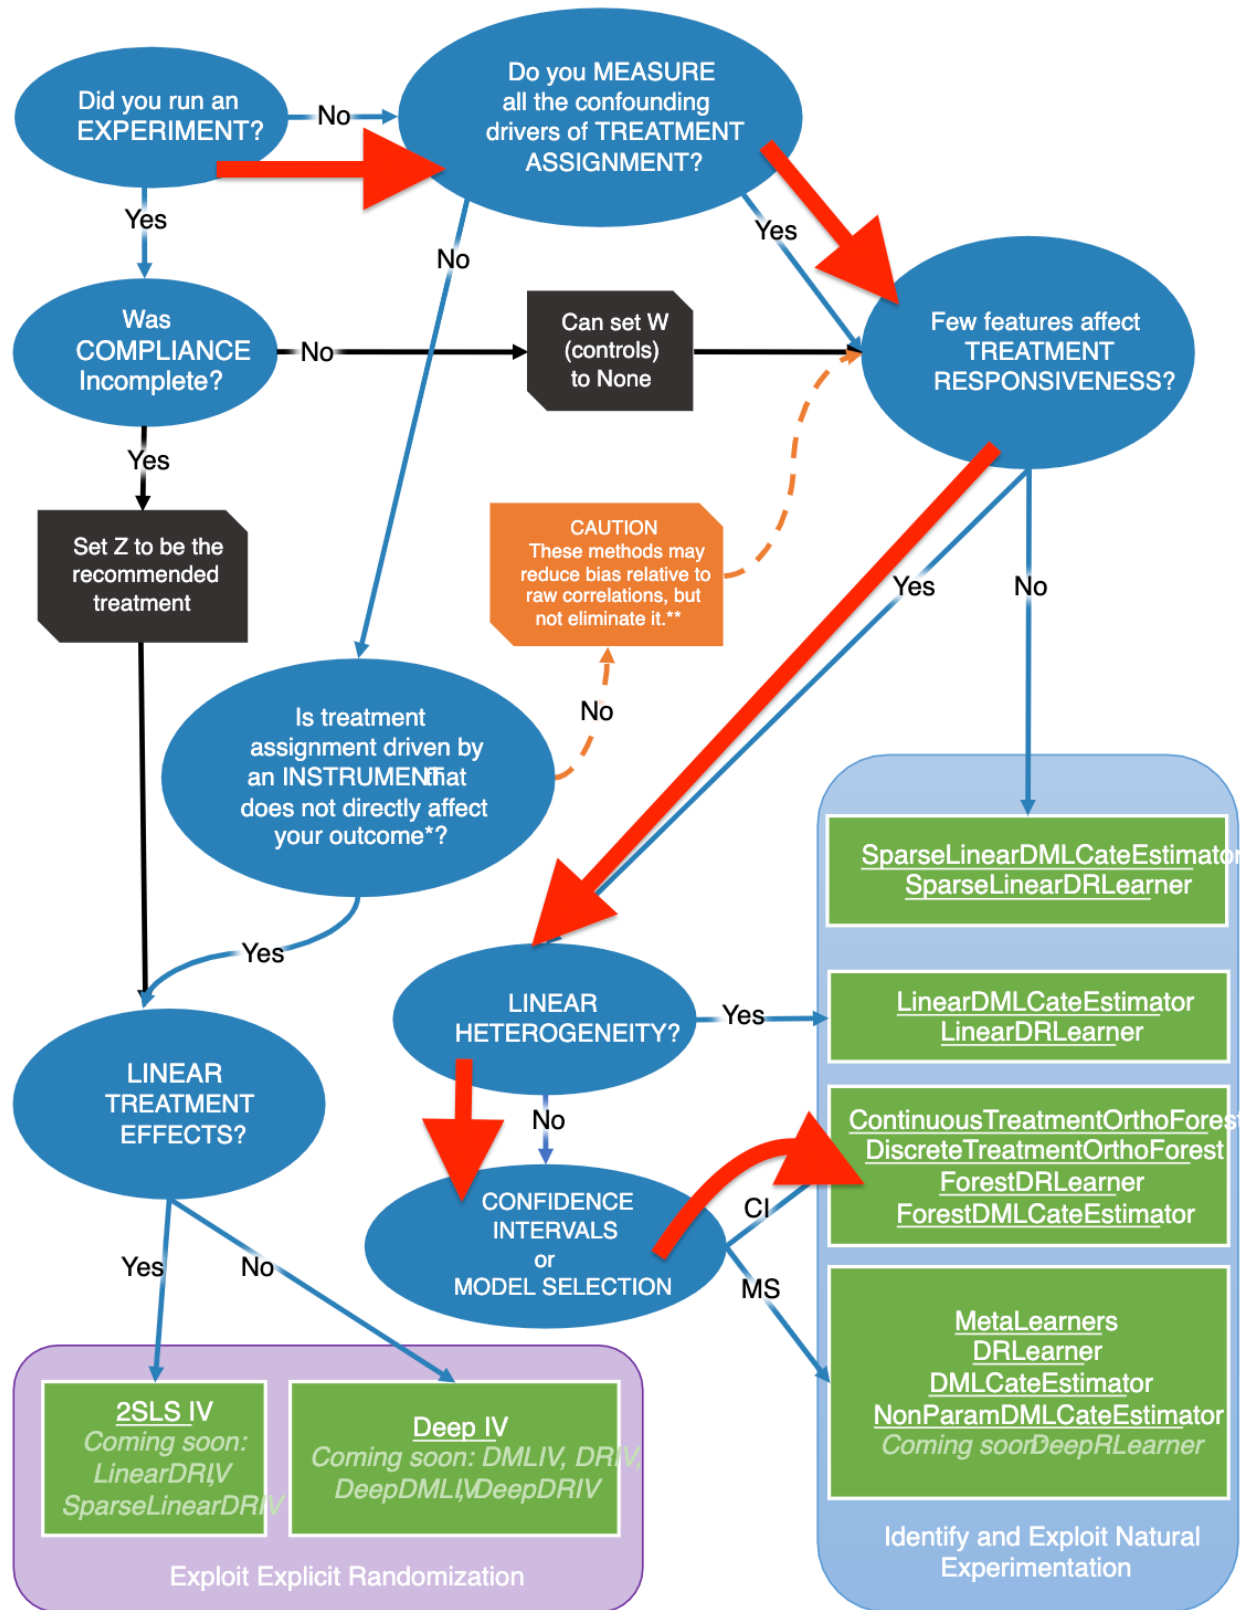 Did you run an
EXPERIMENT?
No
Do you MEASURE
all the confounding
drivers of TREATMENT
ASSIGNMENT?
Yes
No
Yes
Was
COMPLIANCE
Incomplete?
No
Can set W
(controls)
to None
Few features affect
TREATMENT
RESPONSIVENESS?
Yes
Set Z to be the
recommended
treatment
CAUTION
These methods may
reduce bias relative to
raw correlations, but
not eliminate it.**
Yes
No
No
Is treatment
assignment driven by
an INSTRUMENT that
does not directly affect
your outcome*?
Yes
SparseLinearDMLCateEstimator
SparseLinearDRLearner
LINEAR
HETEROGENEITY?
Yes
LinearDMLCateEstimator
LinearDRLearner
LINEAR
TREATMENT
EFFECTS?
No
ContinuousTreatmentOrthoForest
DiscreteTreatmentOrthoForest
ForestDRLearner
ForestDMLCateEstimator
CONFIDENCE
INTERVALS
or
MODEL SELECTION
CI
MS
Yes
No
MetaLearners
DRLearner
DMLCateEstimator
NonParamDMLCateEstimator
Coming soon: DeepRLearner
2SLS IV
Coming soon:
LinearDRIV,
SparseLinearDRIV
Deep IV
Coming soon: DMLIV, DRIV,
DeepDMLIV, DeepDRIV
Exploit Explicit Randomization
Identify and Exploit Natural
Experimentation